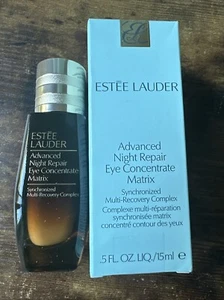 ESTĒE
LAUDER
Advanced
Night Repair
Eye Concentrate
Matrix
Synchronized
Multi-Recovery Complex
E
ESTĒE LAUDER
Advanced
Night Repair
Eye Concentrate
Matrix
Synchronized
Multi-Recovery Complex
Complexe multi-réparation
synchronisée matrix
concentré contour des yeux
.5 FL. OZ. LIQ./15ml e